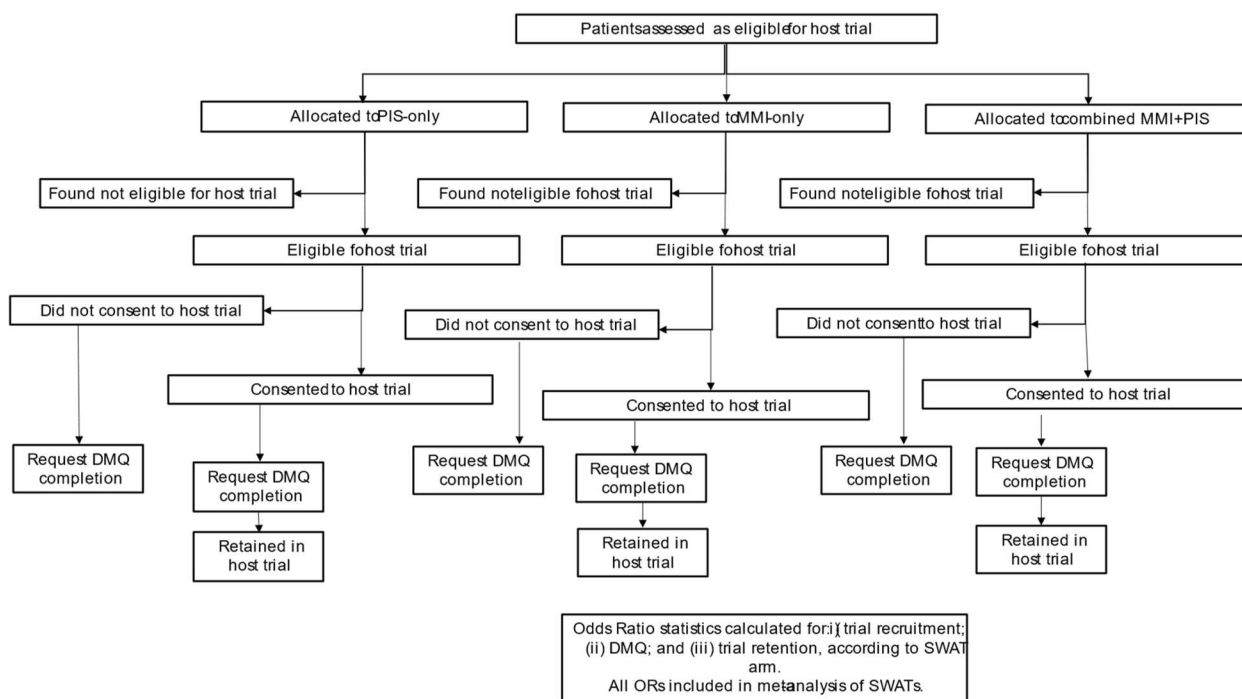 Patientsassessed as eligiblefor host trial
Allocated toPIS-only
Allocated toMMI-only
Allocated tocombined MMI+PIS
Found not eligible for host trial
Found noteligible fohost trial
Found noteligible fohost trial
Eligible fohost trial
Eligible fohost trial
Eligible fohost trial
Did not consent to host trial
Did not consent to host trial
Did not consentto host trial
Consented to host trial
Consented to host trial
Consented to host trial
Request DMQ
completion
Request DMQ
completion
Request DMQ
completion
Request DMQ
completion
Request DMQ
completion
Request DMQ
completion
Retained in
host trial
Retained in
host trial
Retained in
host trial
Odds Ratio statistics calculated for:i)( trial recruitment;
(ii) DMQ; and (iii) trial retention, according to SWAT
arm.
All ORs included in meta-analysis of SWATs.